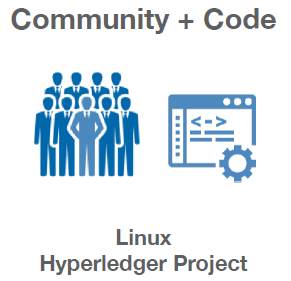 Community + Code
<->
Linux
Hyperledger Project